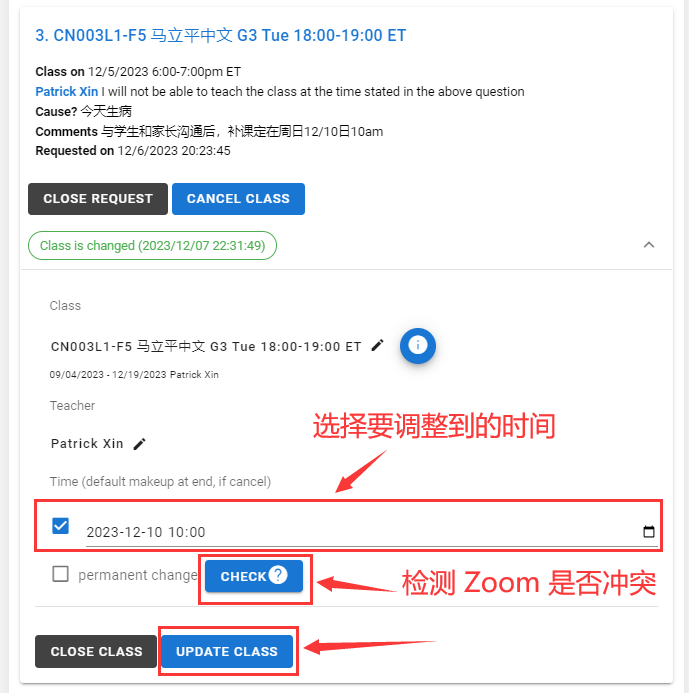 3. CN003L1-F5 马立平中文 G3 Tue 18:00-19:00 ET
Class on 12/5/2023 6:00-7:00pm ET
Patrick Xin I will not be able to teach the class at the time stated in the above question
Cause? 今天生病
Comments 与学生和家长沟通后，补课定在周日12/10日10am
Requested on 12/6/2023 20:23:45
CLOSE REQUEST CANCEL CLASS
Class is changed (2023/12/07 22:31:49)
Class
CN003L1-F5 马立平中文 G3 Tue 18:00-19:00 ET
09/04/2023 - 12/19/2023 Patrick Xin
Teacher
选择要调整到的时间
Patrick Xin
Time (default makeup at end, if cancel)
2023-12-10 10:00
permanent change CHECK ? 检测 Zoom 是否冲突
CLOSE CLASS UPDATE CLASS